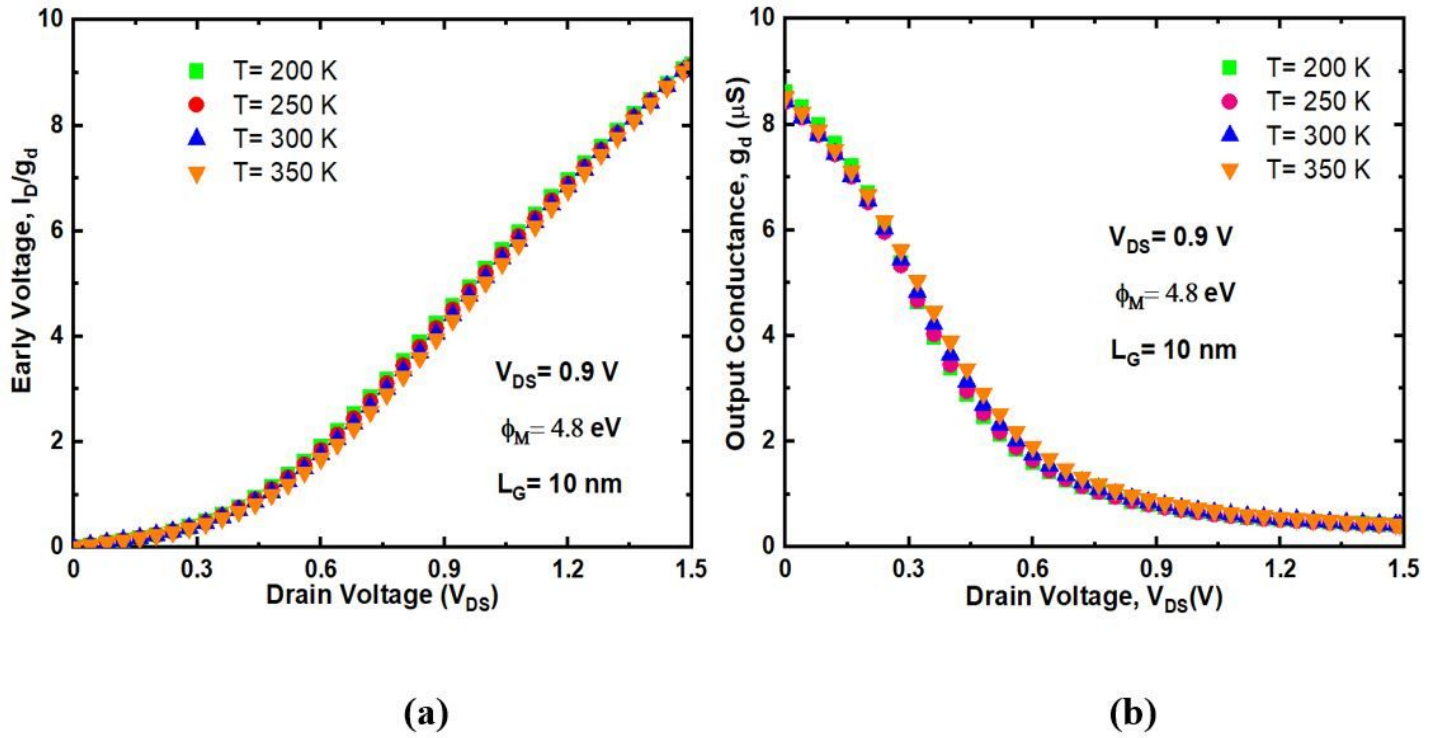 10
8
6
4
2
0
Early Voltage, I_D/g_d
T= 200 K
T= 250 K
T= 300 K
T= 350 K
V_DS= 0.9 V
ϕ_M= 4.8 eV
L_G= 10 nm
0 0.3 0.6 0.9 1.2 1.5
Drain Voltage (V_DS)
(a)
10
8
6
4
2
0
Output Conductance, g_d (μS)
T= 200 K
T= 250 K
T= 300 K
T= 350 K
V_DS= 0.9 V
ϕ_M= 4.8 eV
L_G= 10 nm
0 0.3 0.6 0.9 1.2 1.5
Drain Voltage, V_DS(V)
(b)